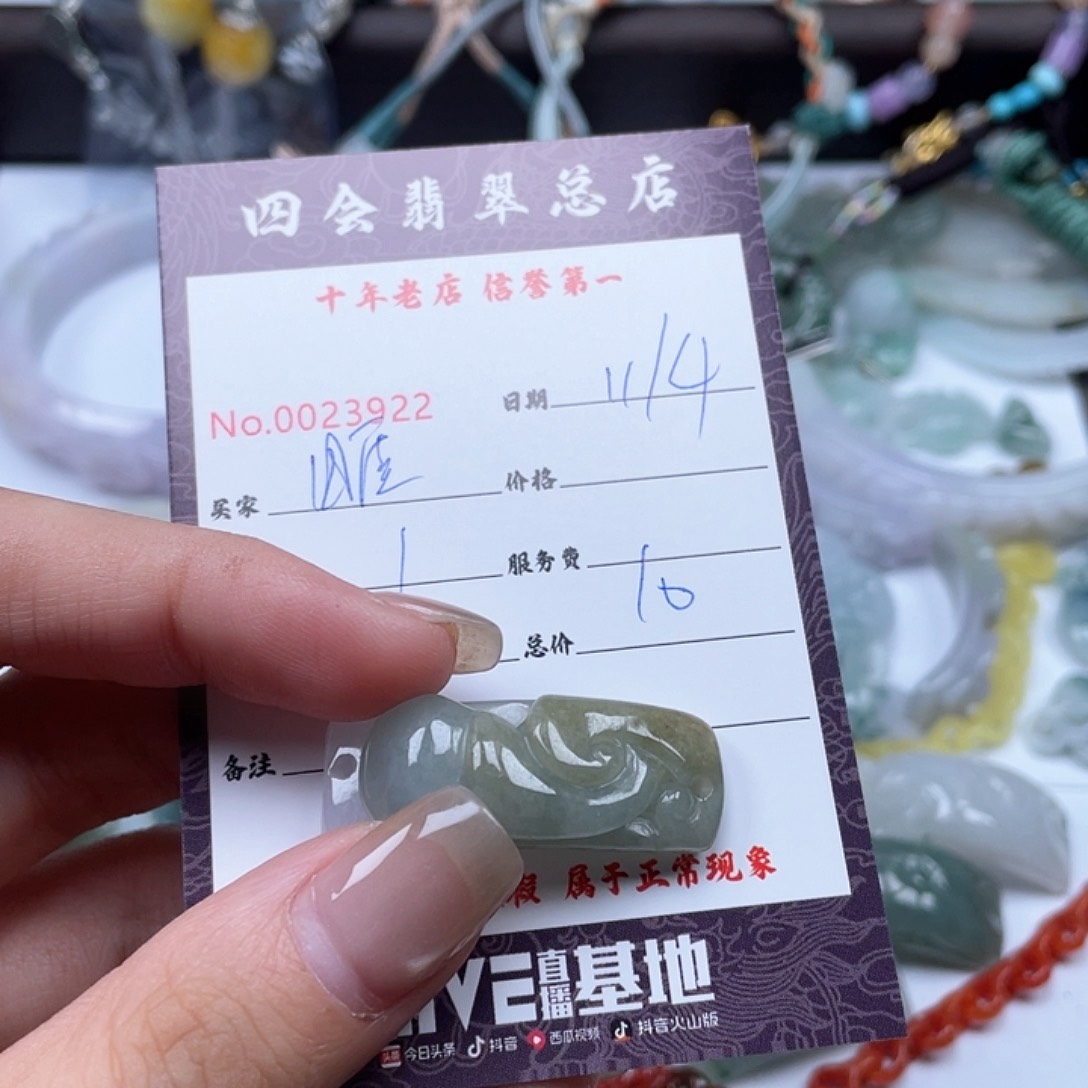 四会翡翠总店
十年老店 信誉第一
No.0023922 日期 11/4
买家 价格
1 服务费 10
总价
备注
假 属于正常现象
直播基地
今日头条 抖音 西瓜视频 抖音火山版